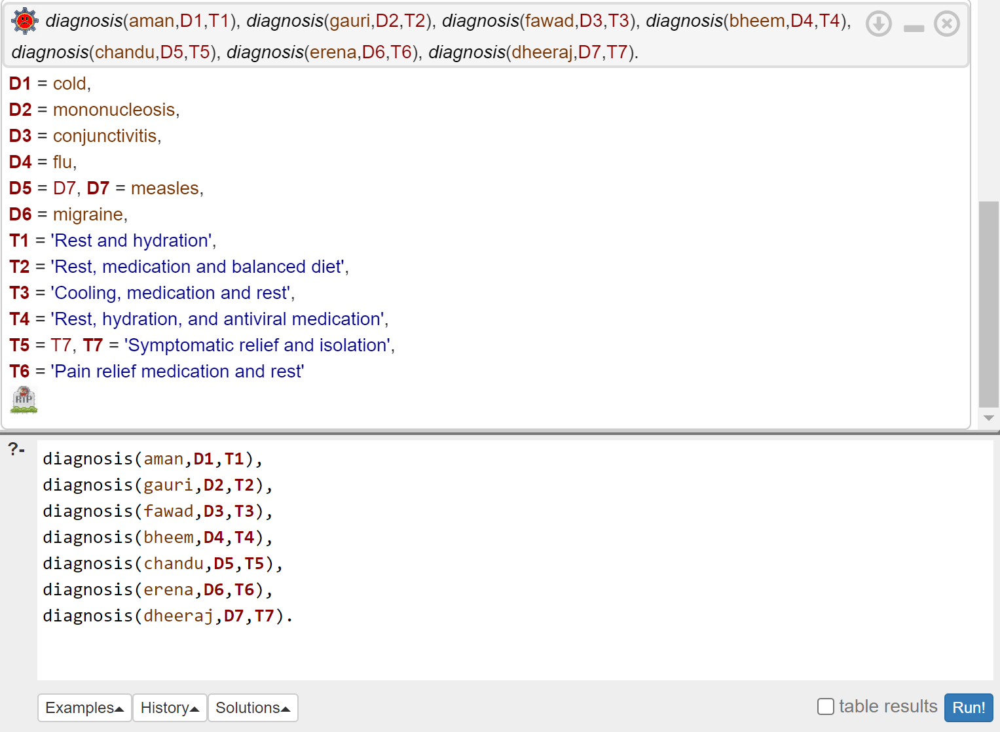 diagnosis(aman,D1,T1), diagnosis(gauri,D2,T2), diagnosis(fawad,D3,T3), diagnosis(bheem,D4,T4),
diagnosis(chandu,D5,T5), diagnosis(erena,D6,T6), diagnosis(dheeraj,D7,T7).
D1 = cold,
D2 = mononucleosis,
D3 = conjunctivitis,
D4 = flu,
D5 = D7, D7 = measles,
D6 = migraine,
T1 = 'Rest and hydration',
T2 = 'Rest, medication and balanced diet',
T3 = 'Cooling, medication and rest',
T4 = 'Rest, hydration, and antiviral medication',
T5 = T7, T7 = 'Symptomatic relief and isolation',
T6 = 'Pain relief medication and rest'
RIP
?-
diagnosis(aman,D1,T1),
diagnosis(gauri,D2,T2),
diagnosis(fawad,D3,T3),
diagnosis(bheem,D4,T4),
diagnosis(chandu,D5,T5),
diagnosis(erena,D6,T6),
diagnosis(dheeraj,D7,T7).
Examples History Solutions table results Run!